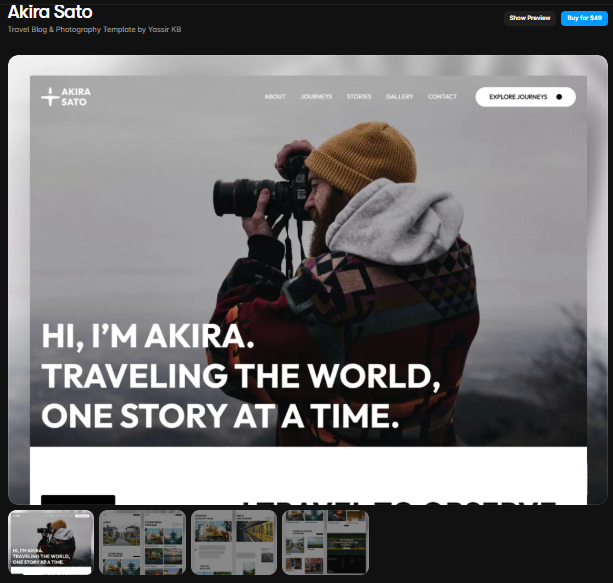 Akira Sato
Travel Blog & Photography Template by Yassir KB
Show Preview
Buy for $49
AKIRA
SATO
ABOUT
JOURNEYS
STORIES
GALLERY
CONTACT
EXPLORE JOURNEYS
HI, I'M AKIRA.
TRAVELING THE WORLD,
ONE STORY AT A TIME.
HI, I'M AKIRA.
TRAVELING THE WORLD,
ONE STORY AT A TIME.